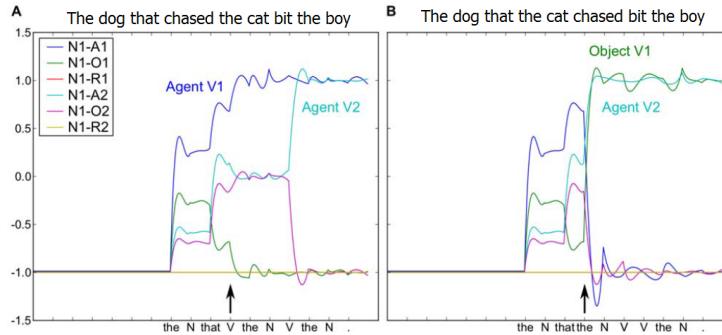 A
The dog that chased the cat bit the boy
1.5
1.0
0.5
0.0
-0.5
-1.0
-1.5
N1-A1
N1-O1
N1-R1
N1-A2
N1-O2
N1-R2
Agent V1
Agent V2
the N that V the N V the N .
B
The dog that the cat chased bit the boy
Object V1
Agent V2
the N that the N V V the N .